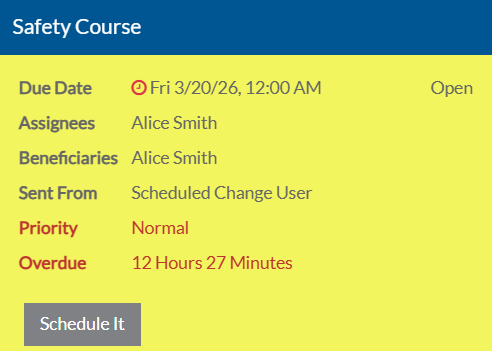 Safety Course
Due Date Fri 3/20/26, 12:00 AM Open
Assignees Alice Smith
Beneficiaries Alice Smith
Sent From Scheduled Change User
Priority Normal
Overdue 12 Hours 27 Minutes
Schedule It